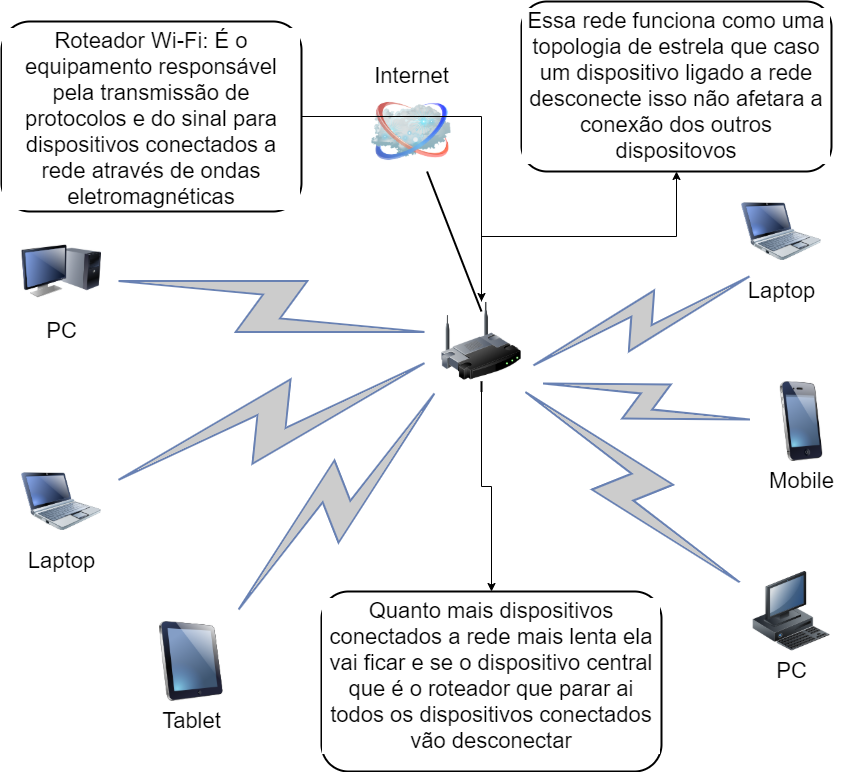 Roteador Wi-Fi: É o
equipamento responsável
pela transmissão de
protocolos e do sinal para
dispositivos conectados a
rede através de ondas
eletromagnéticas
Internet
Essa rede funciona como uma
topologia de estrela que caso
um dispositivo ligado a rede
desconecte isso não afetara a
conexão dos outros
dispositovos
PC
Laptop
Laptop
Mobile
Tablet
PC
Quanto mais dispositivos
conectados a rede mais lenta ela
vai ficar e se o dispositivo central
que é o roteador que parar ai
todos os dispositivos conectados
vão desconectar